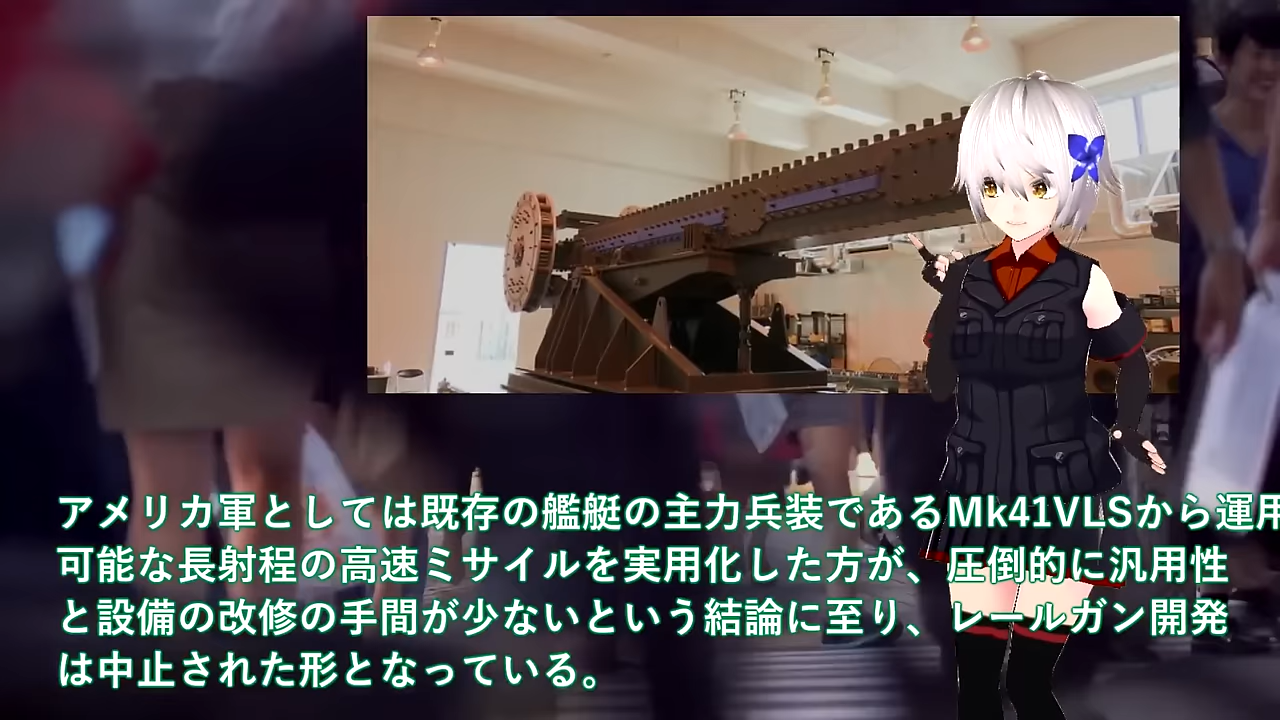 アメリカ軍としては既存の艦艇の主力兵装であるMk41VLSから運用
可能な長射程の高速ミサイルを実用化した方が、圧倒的に汎用性
と設備の改修の手間が少ないという結論に至り、レールガン開発
は中止された形となっている。